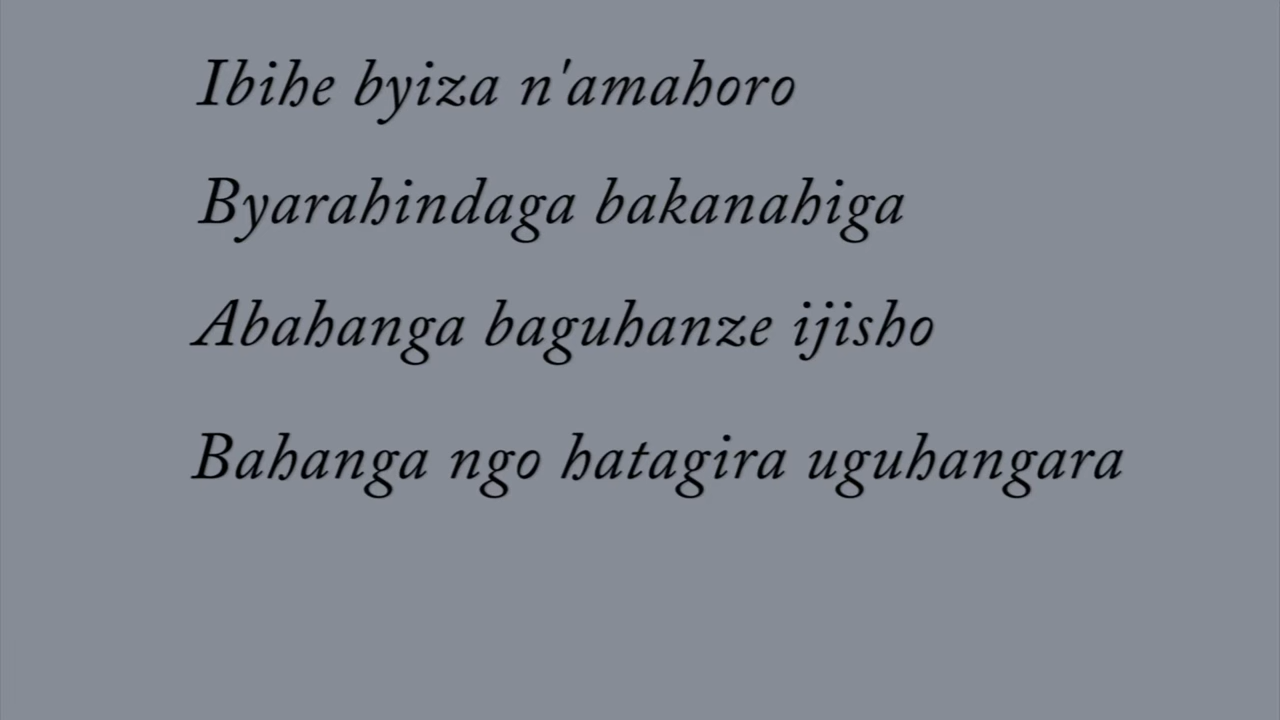 Ibihe byiza n'amahoro
Byarahindaga bakanahiga
Abahanga baguhanze ijisho
Bahanga ngo hatagira uguhangara